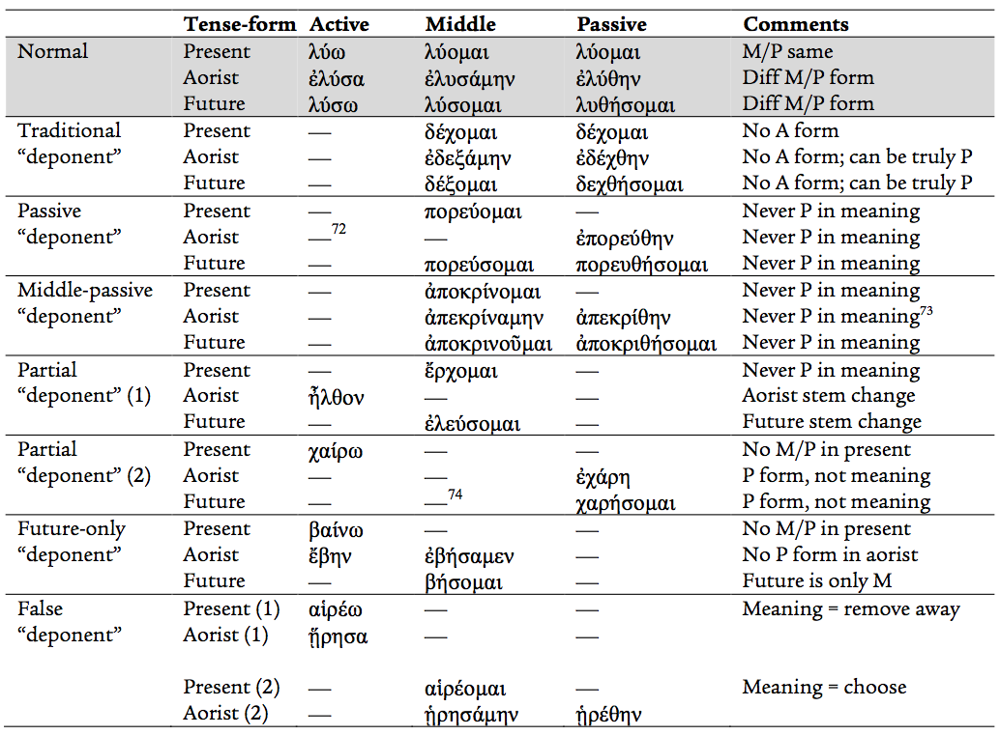 Tense-form Active Middle Passive Comments
Normal Present λύω λύομαι λύομαι M/P same
Aorist ἐλύσα ἐλυσάμην ἐλύθην Diff M/P form
Future λύσω λύσομαι λυθήσομαι Diff M/P form
Traditional Present — δέχομαι δέχομαι No A form
“deponent” Aorist — ἐδεξάμην ἐδέχθην No A form; can be truly P
Future — δέξομαι δεχθήσομαι No A form; can be truly P
Passive Present — πορεύομαι — Never P in meaning
“deponent” Aorist —72 — ἐπορεύθην Never P in meaning
Future — πορεύσομαι πορευθήσομαι Never P in meaning
Middle-passive Present — ἀποκρίνομαι — Never P in meaning
“deponent” Aorist — ἀπεκρίναμην ἀπεκρίθην Never P in meaning73
Future — ἀποκρινοῦμαι ἀποκριθήσομαι Never P in meaning
Partial Present — ἔρχομαι — Never P in meaning
“deponent” (1) Aorist ἦλθον — — Aorist stem change
Future — ἐλεύσομαι — Future stem change
Partial Present χαίρω — — No M/P in present
“deponent” (2) Aorist — — ἐχάρη P form, not meaning
Future — —74 χαρήσομαι P form, not meaning
Future-only Present βαίνω — — No M/P in present
“deponent” Aorist ἔβην ἐβήσαμεν — No P form in aorist
Future — βήσομαι — Future is only M
False Present (1) αἱρέω — — Meaning = remove away
“deponent” Aorist (1) ᾕρησα — —
Present (2) — αἱρέομαι — Meaning = choose
Aorist (2) — ᾑρησάμην ᾑρέθην